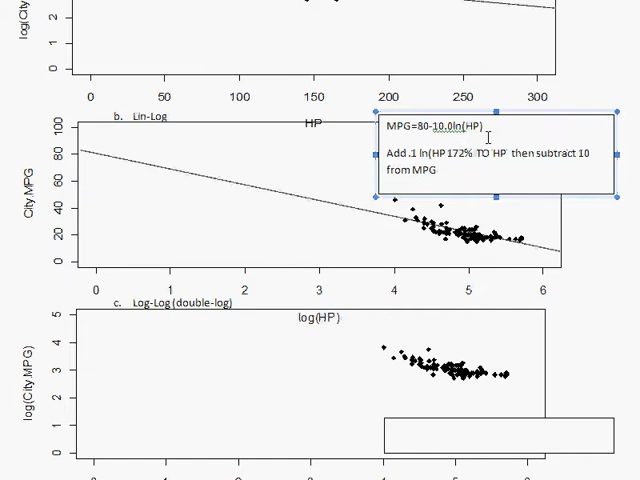 log(City
2
1
0
0 50 100 150 200 250 300
b. Lin-Log
HP
MPG=80-10.0ln(HP)
Add .1 ln(HP 172% TO HP then subtract 10
from MPG
City.MPG
100
80
60
40
20
0
0 1 2 3 4 5 6
c. Log-Log (double-log)
log(HP)
log(City.MPG)
5
4
3
2
1
0